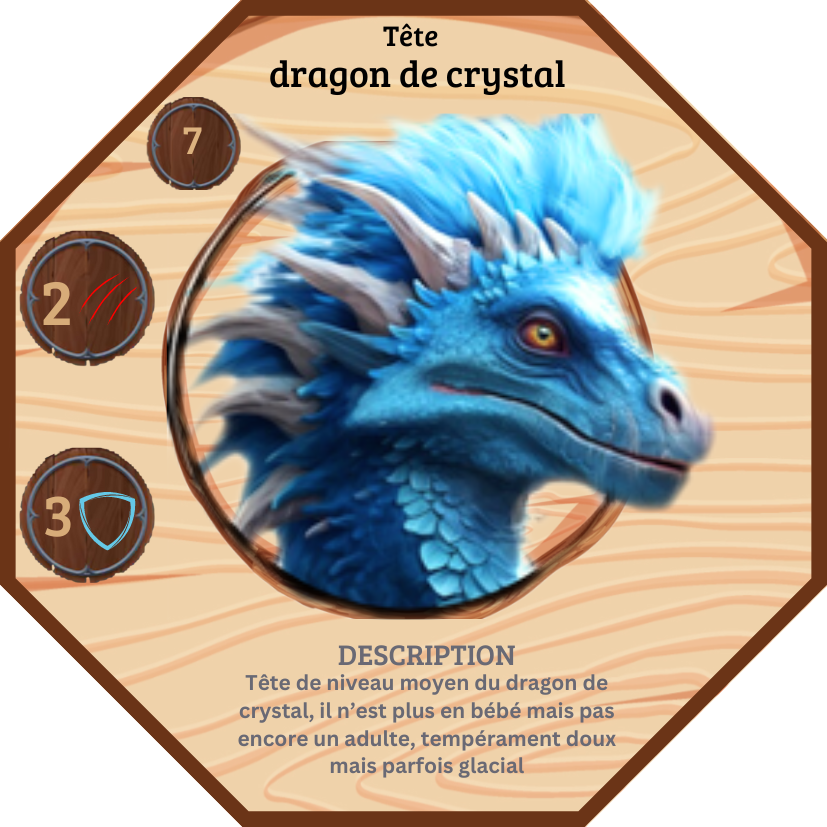 Tête
dragon de crystal
7
2
3
DESCRIPTION
Tête de niveau moyen du dragon de
crystal, il n’est plus en bébé mais pas
encore un adulte, tempérament doux
mais parfois glacial